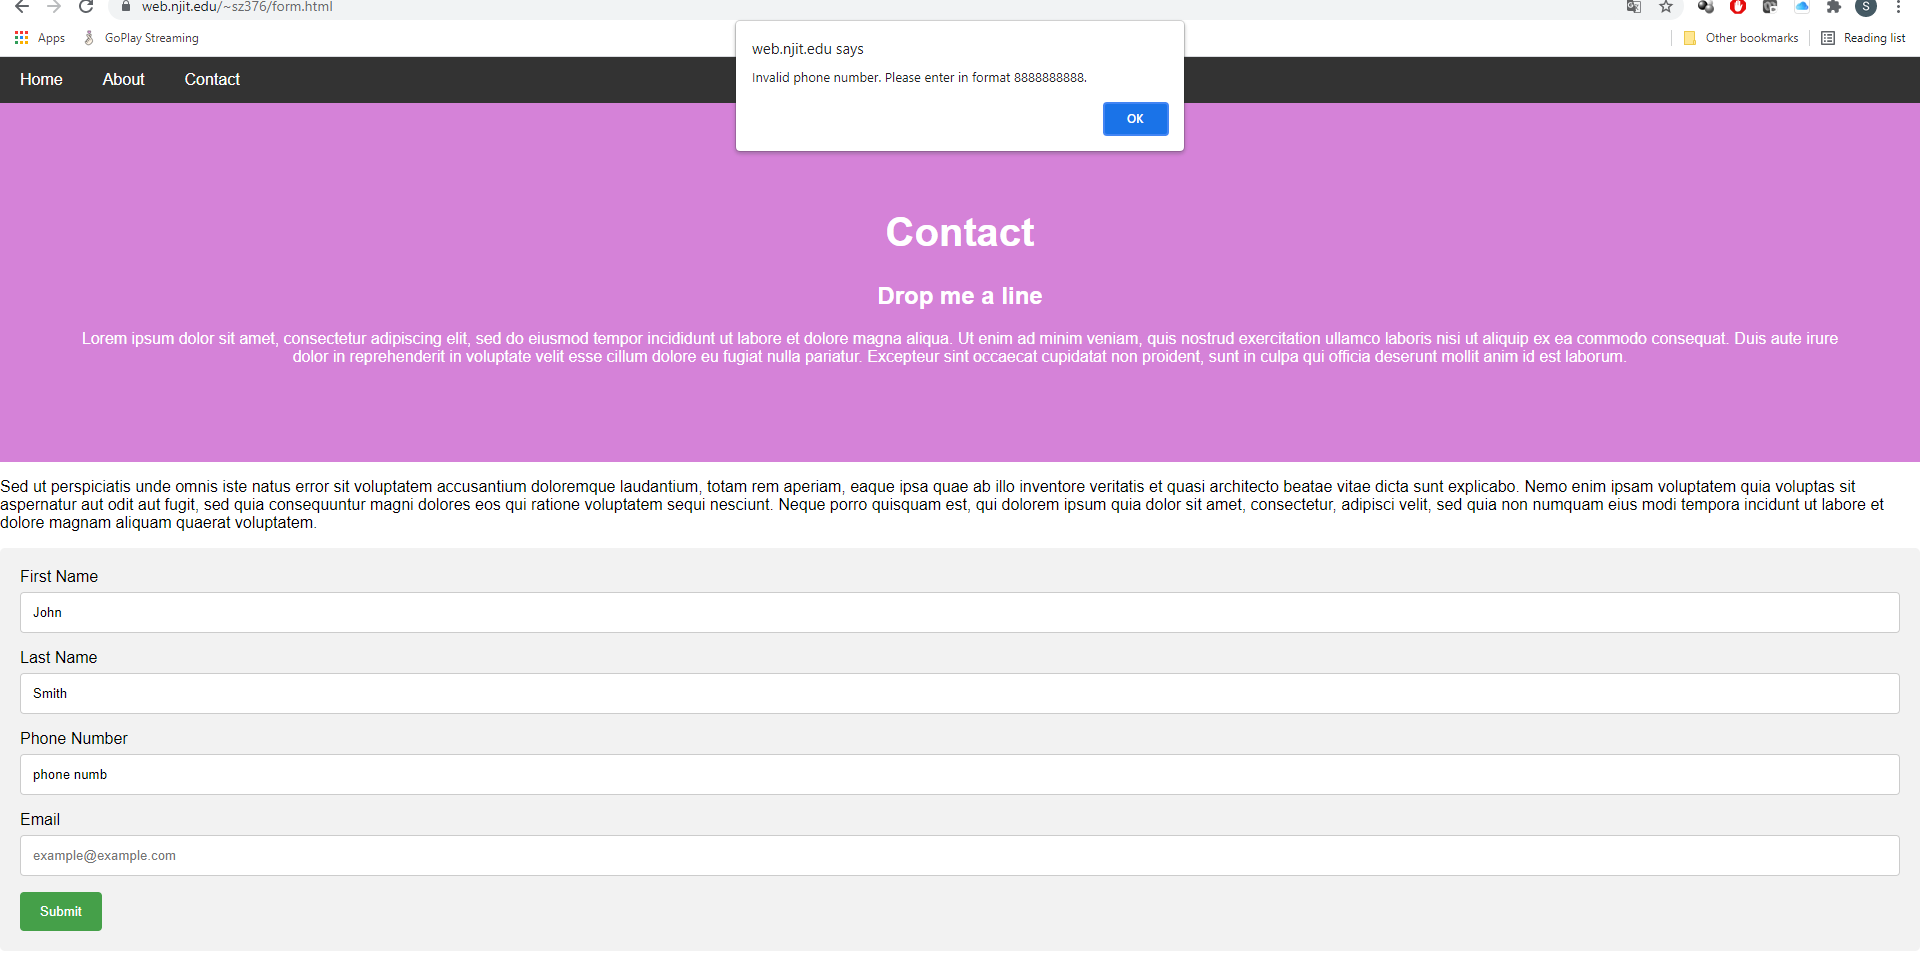 web.njit.edu/~sz376/form.html
S
Apps GoPlay Streaming Other bookmarks Reading list
web.njit.edu says
Invalid phone number. Please enter in format 8888888888.
OK
Home About Contact
Contact
Drop me a line
Lorem ipsum dolor sit amet, consectetur adipiscing elit, sed do eiusmod tempor incididunt ut labore et dolore magna aliqua. Ut enim ad minim veniam, quis nostrud exercitation ullamco laboris nisi ut aliquip ex ea commodo consequat. Duis aute irure
dolor in reprehenderit in voluptate velit esse cillum dolore eu fugiat nulla pariatur. Excepteur sint occaecat cupidatat non proident, sunt in culpa qui officia deserunt mollit anim id est laborum.
Sed ut perspiciatis unde omnis iste natus error sit voluptatem accusantium doloremque laudantium, totam rem aperiam, eaque ipsa quae ab illo inventore veritatis et quasi architecto beatae vitae dicta sunt explicabo. Nemo enim ipsam voluptatem quia voluptas sit
aspernatur aut odit aut fugit, sed quia consequuntur magni dolores eos qui ratione voluptatem sequi nesciunt. Neque porro quisquam est, qui dolorem ipsum quia dolor sit amet, consectetur, adipisci velit, sed quia non numquam eius modi tempora incidunt ut labore et
dolore magnam aliquam quaerat voluptatem.
First Name
John
Last Name
Smith
Phone Number
phone numb
Email
example@example.com
Submit